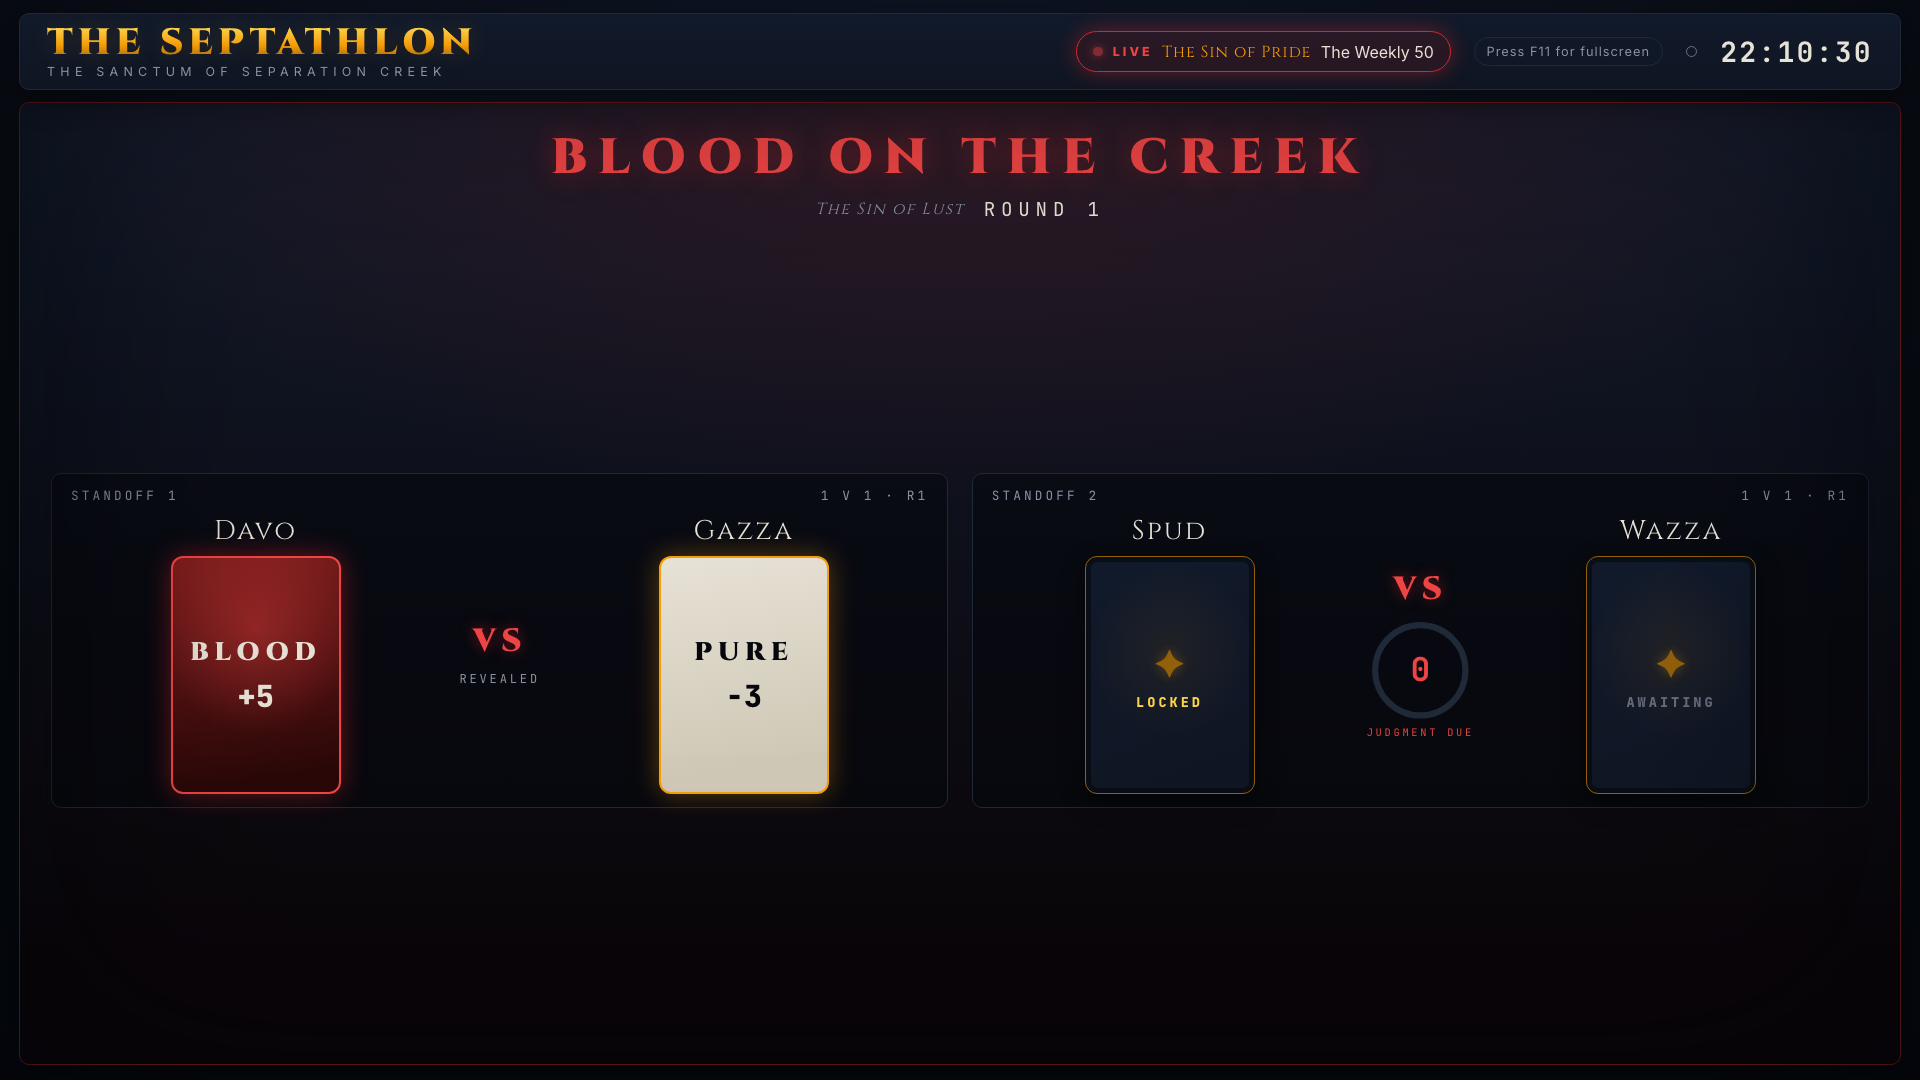 THE SEPTATHLON
THE SANCTUM OF SEPARATION CREEK
LIVE THE SIN OF PRIDE The Weekly 50
Press F11 for fullscreen
22:10:30
BLOOD ON THE CREEK
THE SIN OF LUST ROUND 1
STANDOFF 1
1 V 1 · R1
DAVO
GAZZA
BLOOD
+5
VS
REVEALED
PURE
-3
STANDOFF 2
1 V 1 · R1
SPUD
WAZZA
LOCKED
VS
0
JUDGMENT DUE
AWAITING